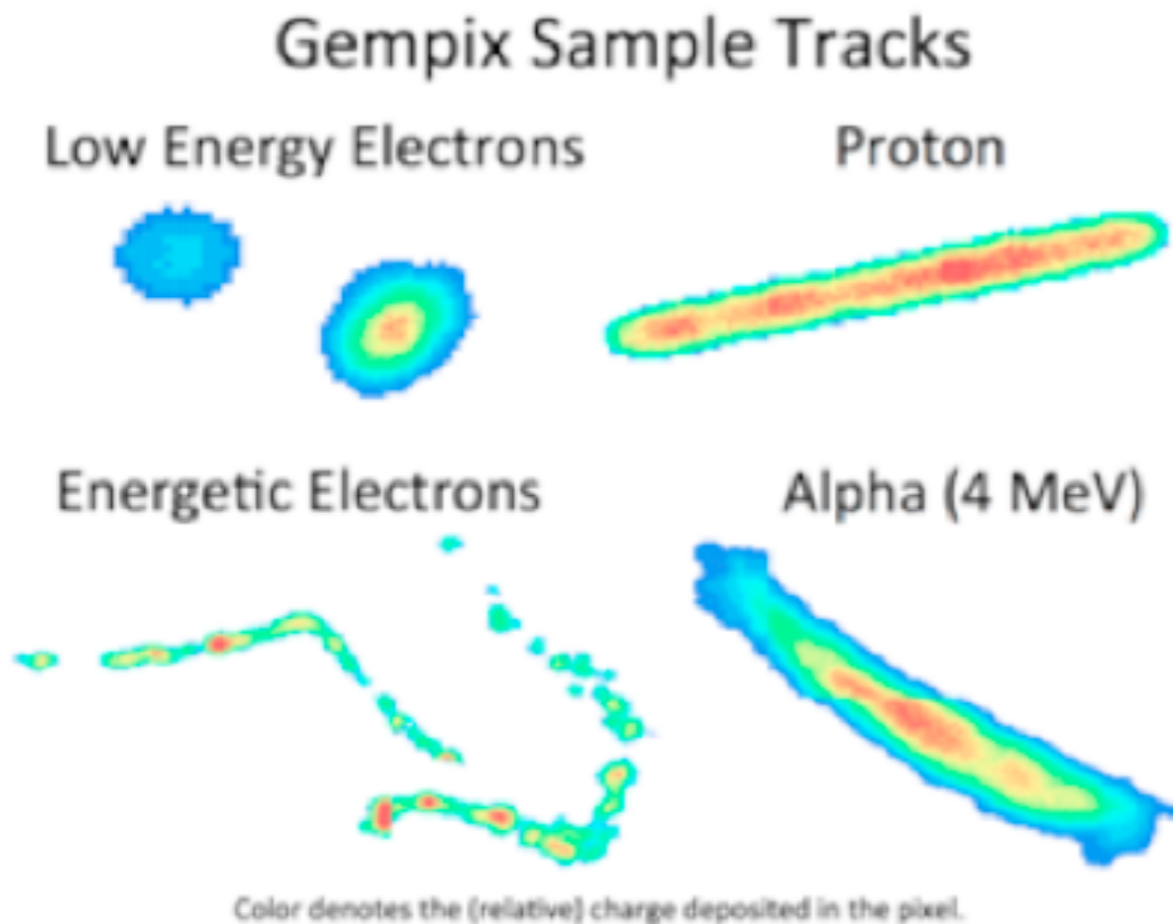 Gempix Sample Tracks
Low Energy Electrons
Proton
Energetic Electrons
Alpha (4 MeV)
Color denotes the (relative) charge deposited in the pixel.